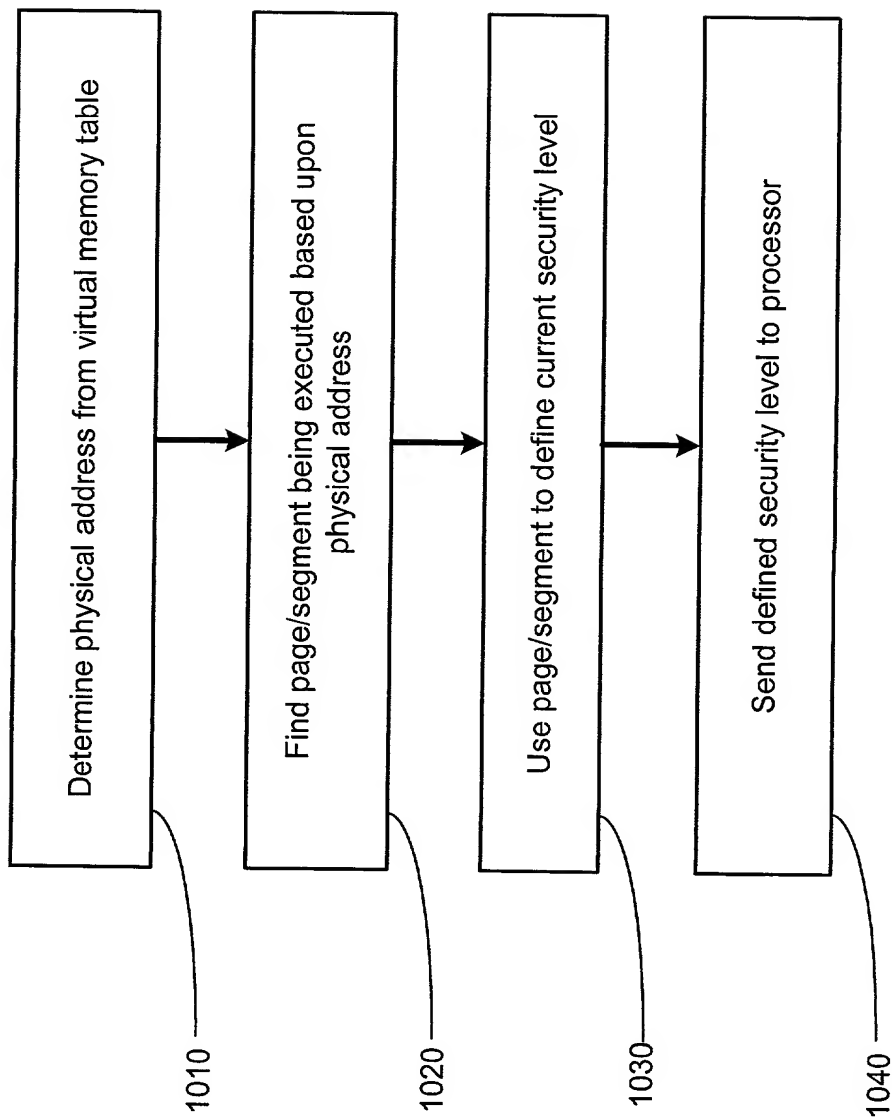 Determine physical address from virtual memory table
1010
Find page/segment being executed based upon
physical address
1020
Use page/segment to define current security level
1030
Send defined security level to processor
1040